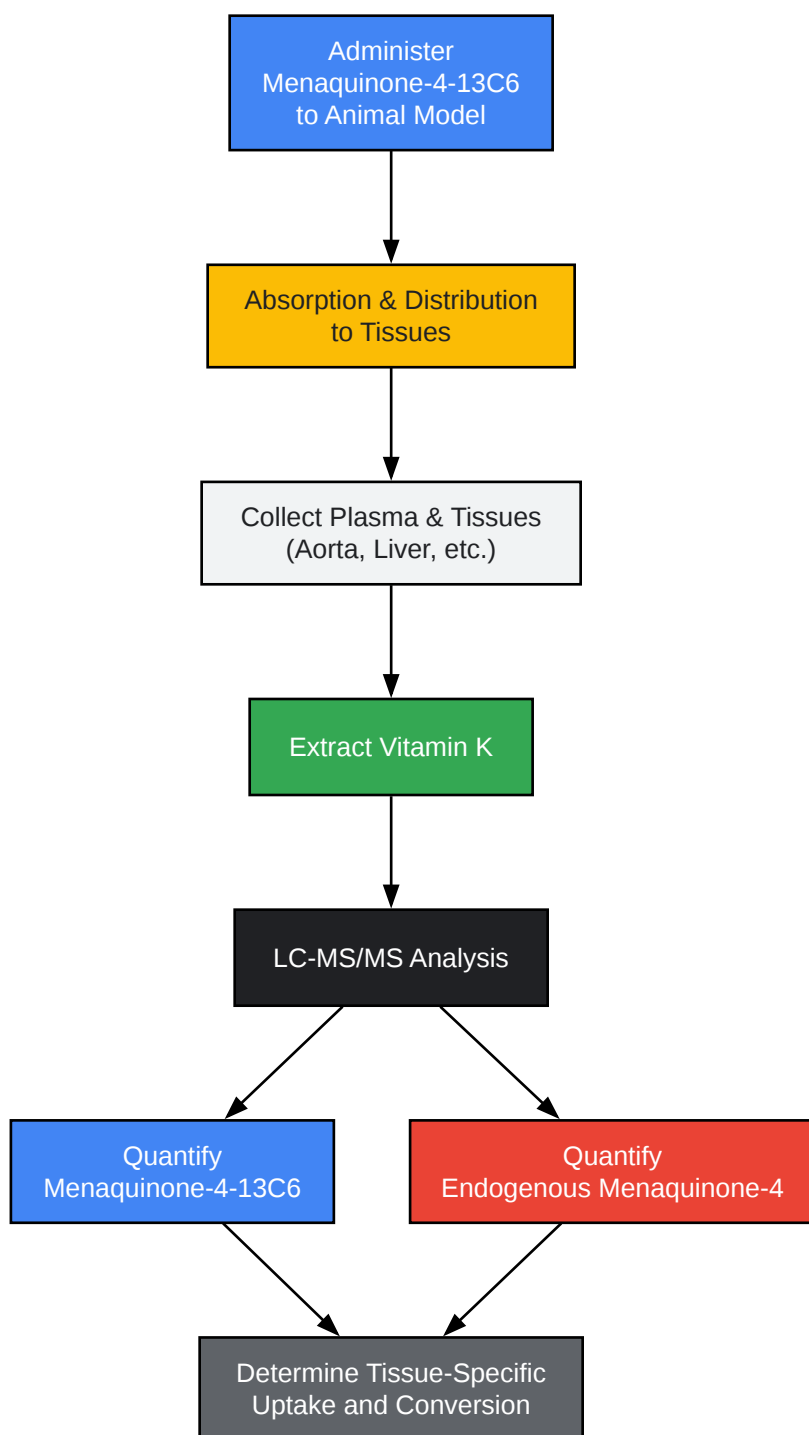 Administer
Menaquinone-4-13C6
to Animal Model
Absorption & Distribution
to Tissues
Collect Plasma & Tissues
(Aorta, Liver, etc.)
Extract Vitamin K
LC-MS/MS Analysis
Quantify
Menaquinone-4-13C6
Quantify
Endogenous Menaquinone-4
Determine Tissue-Specific
Uptake and Conversion